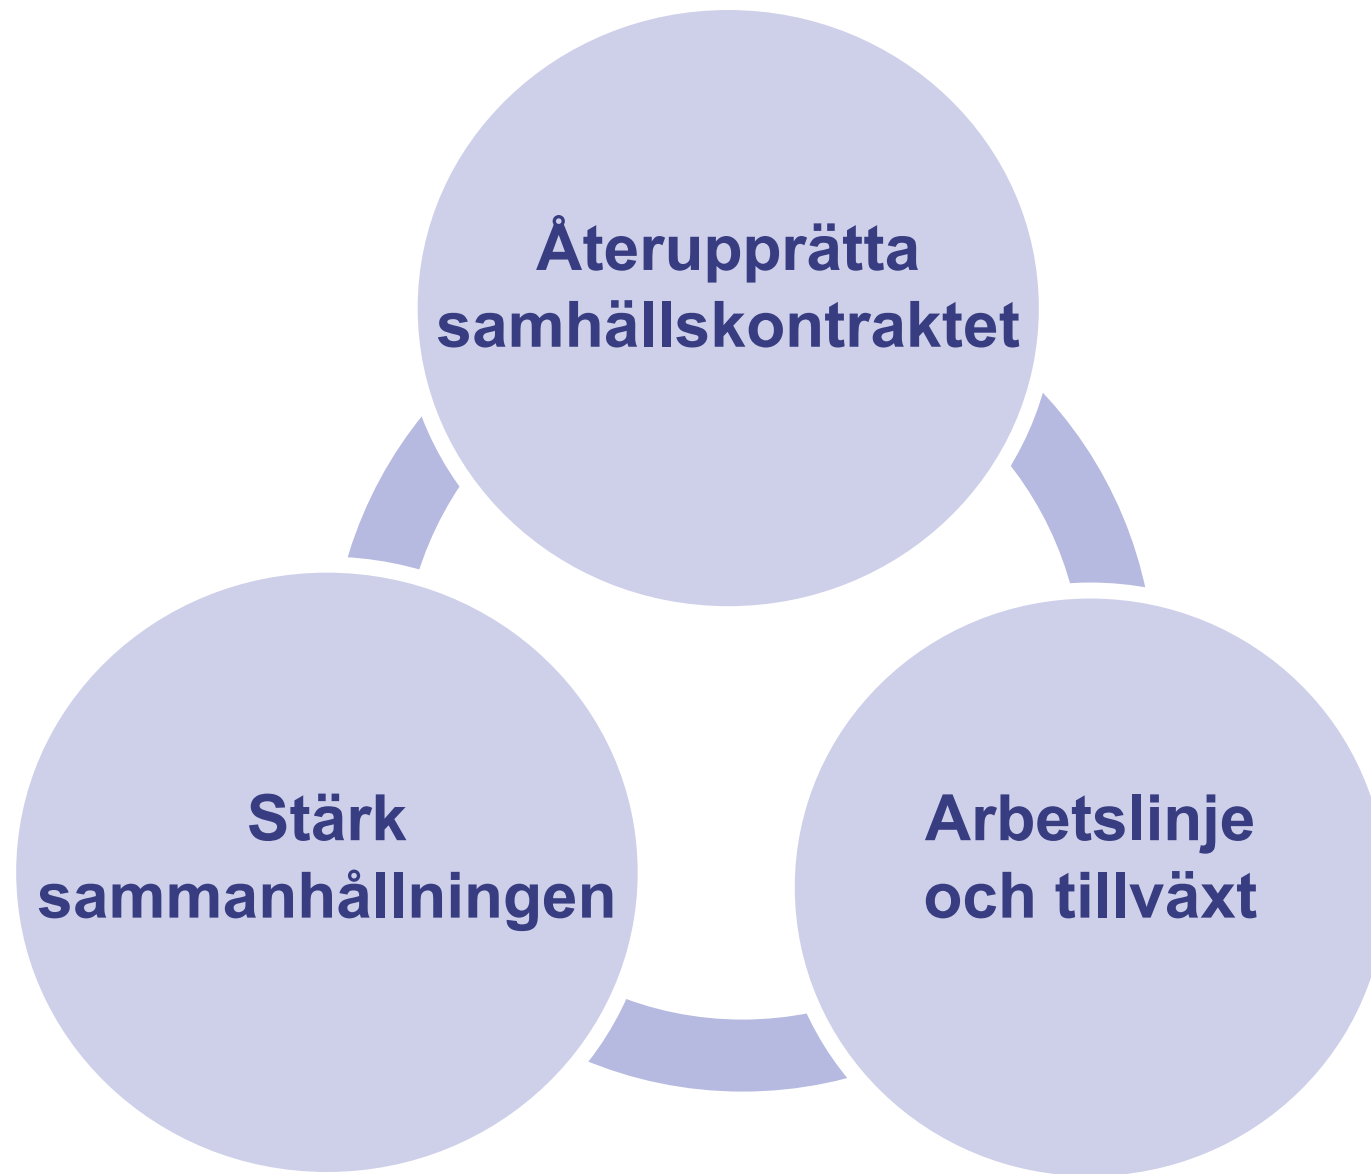 Återupprätta
samhällskontraktet
Stärk
sammanhållningen
Arbetslinje
och tillväxt